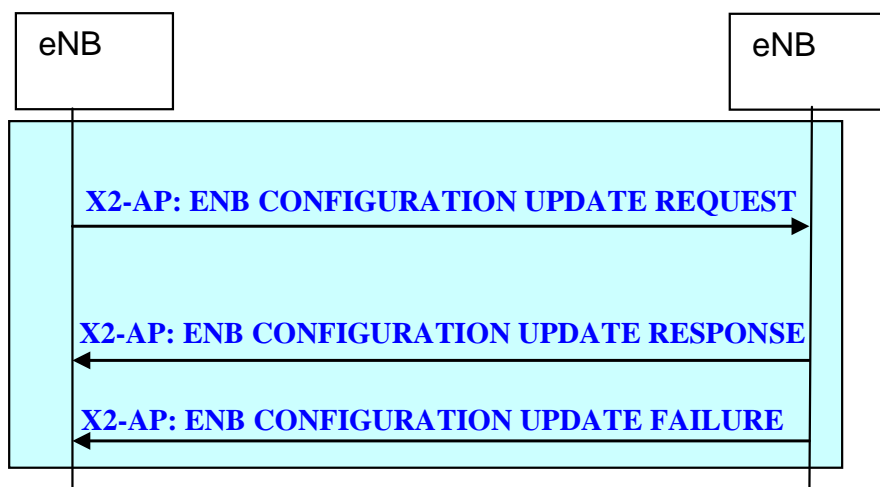 eNB
eNB
X2-AP: ENB CONFIGURATION UPDATE REQUEST
X2-AP: ENB CONFIGURATION UPDATE RESPONSE
X2-AP: ENB CONFIGURATION UPDATE FAILURE